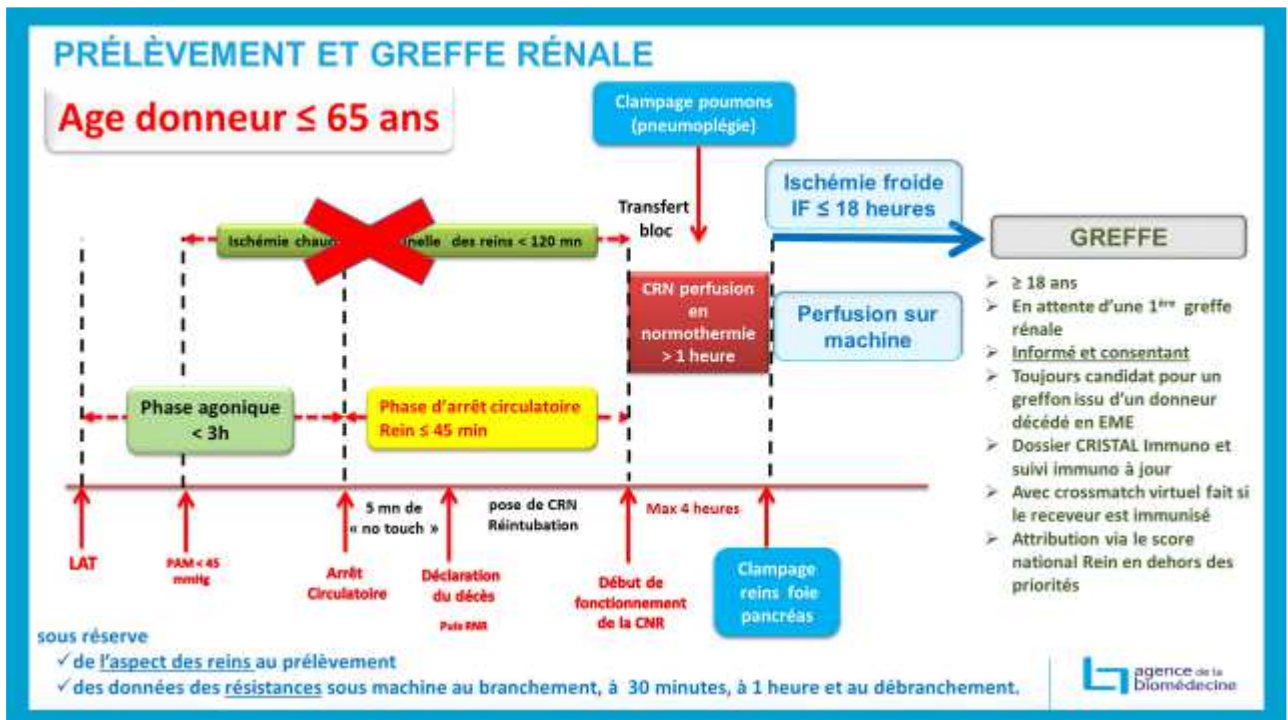 PRÉLÈVEMENT ET GREFFE RÉNALE
Age donneur ≤ 65 ans
Clampage poumons
(pneumoplégie)
Ischémie froide
IF ≤ 18 heures
Transfert
bloc
des reins < 120 mn
GREFFE
CRN perfusion
en
normothermie
> 1 heure
Perfusion sur
machine
Phase agonique
< 3h
Phase d'arrêt circulatoire
Rein ≤ 45 min
➢ ≥ 18 ans
➢ En attente d'une 1ère greffe
rénale
➢ Informé et consentant
➢ Toujours candidat pour un
greffon issu d'un donneur
décédé en EME
➢ Dossier CRISTAL Immuno et
suivi immuno à jour
➢ Avec crossmatch virtuel fait si
le receveur est immunisé
➢ Attribution via le score
national Rein en dehors des
priorités
5 mn de
« no touch »
pose de CRN
Réintubation
Max 4 heures
LAT
PAM < 45
mmHg
Arrêt
Circulatoire
Déclaration
du décès
Puis RNR
Début de
fonctionnement
de la CNR
Clampage
reins foie
pancréas
sous réserve
✓ de l'aspect des reins au prélèvement
✓ des données des résistances sous machine au branchement, à 30 minutes, à 1 heure et au débranchement.
agence de la
biomédecine